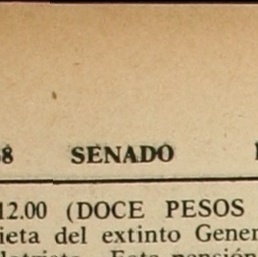 8 SENADO
12.00 (DOCE PESOS
ieta del extinto Gener